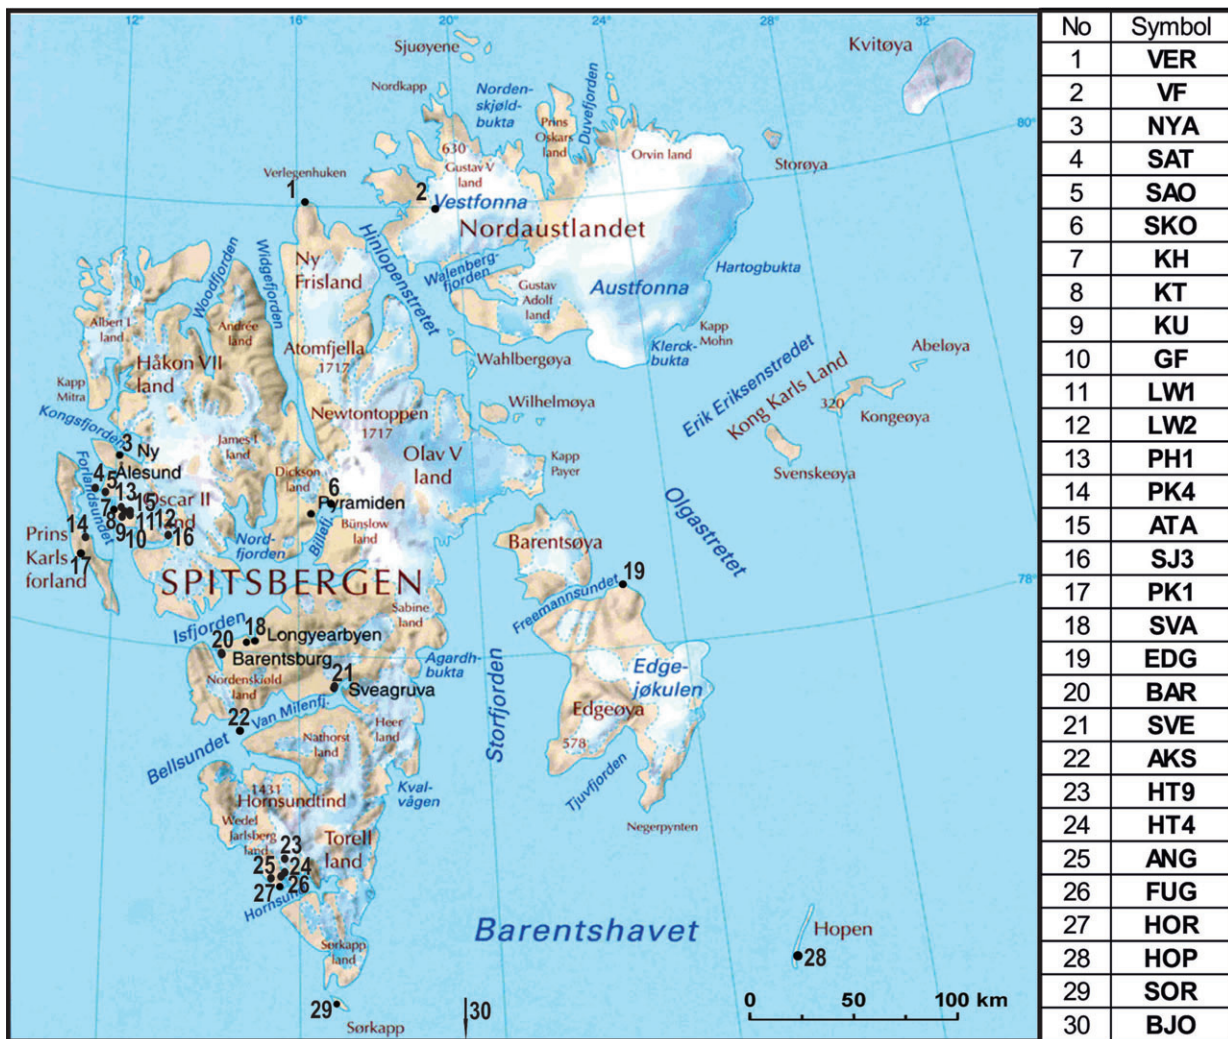 12°
16°
20°
24°
28°
32°
Sjuøyene
Kvitøya
Nordkapp
Norden-
skjøld-
bukta
Duvefjorden
Prins
Oskars
land
80°
630
Gustav V
land
Orvin land
Storøya
Verlegenhuken
1
2
Vestfonna
Nordaustlandet
Hinlopenstretet
Ny
Frisland
Woodfjorden
Widgefjorden
Walenberg-
fjorden
Hartogbukta
Gustav
Adolf
land
Austfonna
Albert I
land
Andrée
land
Kapp
Mohn
Klerck-
bukta
Atomfjella
1717
Wahlbergøya
Abeløya
Håkon VII
land
Erik Eriksenstredet
Kong Karls Land
Kapp
Mitra
320
Kongeøya
Newtontoppen
1717
Wilhelmøya
Kongsfjorden
3
Ny
Ålesund
James I
land
Olav V
land
Kapp
Payer
Svenskeøya
Forlandsundet
4
5
Dickson
land
6
Pyramiden
7
13
15
Oscar II
land
8
9
10
11
12
16
14
Prins
Karls
forland
17
Nord-
fjorden
Billefj.
Bünslow
land
Olgastretet
Barentsøya
SPITSBERGEN
19
78°
Freemannsundet
Sabine
land
Isfjorden
18
Longyearbyen
20
Barentsburg
Agardh-
bukta
Nordenskiøld
land
21
Sveagruva
Storfjorden
Edge-
jøkulen
Edgeøya
578
22
Van Milenfj.
Heer
land
Bellsundet
Nathorst
land
Tjuvfjorden
Kval-
vågen
1431
Hornsundtind
Wedel
Jarlsberg
land
Torell
land
Negerpynten
23
24
25
26
27
Hornsund
Barentshavet
Hopen
28
Sørkapp
land
29
Sørkapp
30
0 50 100 km
No Symbol
1 VER
2 VF
3 NYA
4 SAT
5 SAO
6 SKO
7 KH
8 KT
9 KU
10 GF
11 LW1
12 LW2
13 PH1
14 PK4
15 ATA
16 SJ3
17 PK1
18 SVA
19 EDG
20 BAR
21 SVE
22 AKS
23 HT9
24 HT4
25 ANG
26 FUG
27 HOR
28 HOP
29 SOR
30 BJO